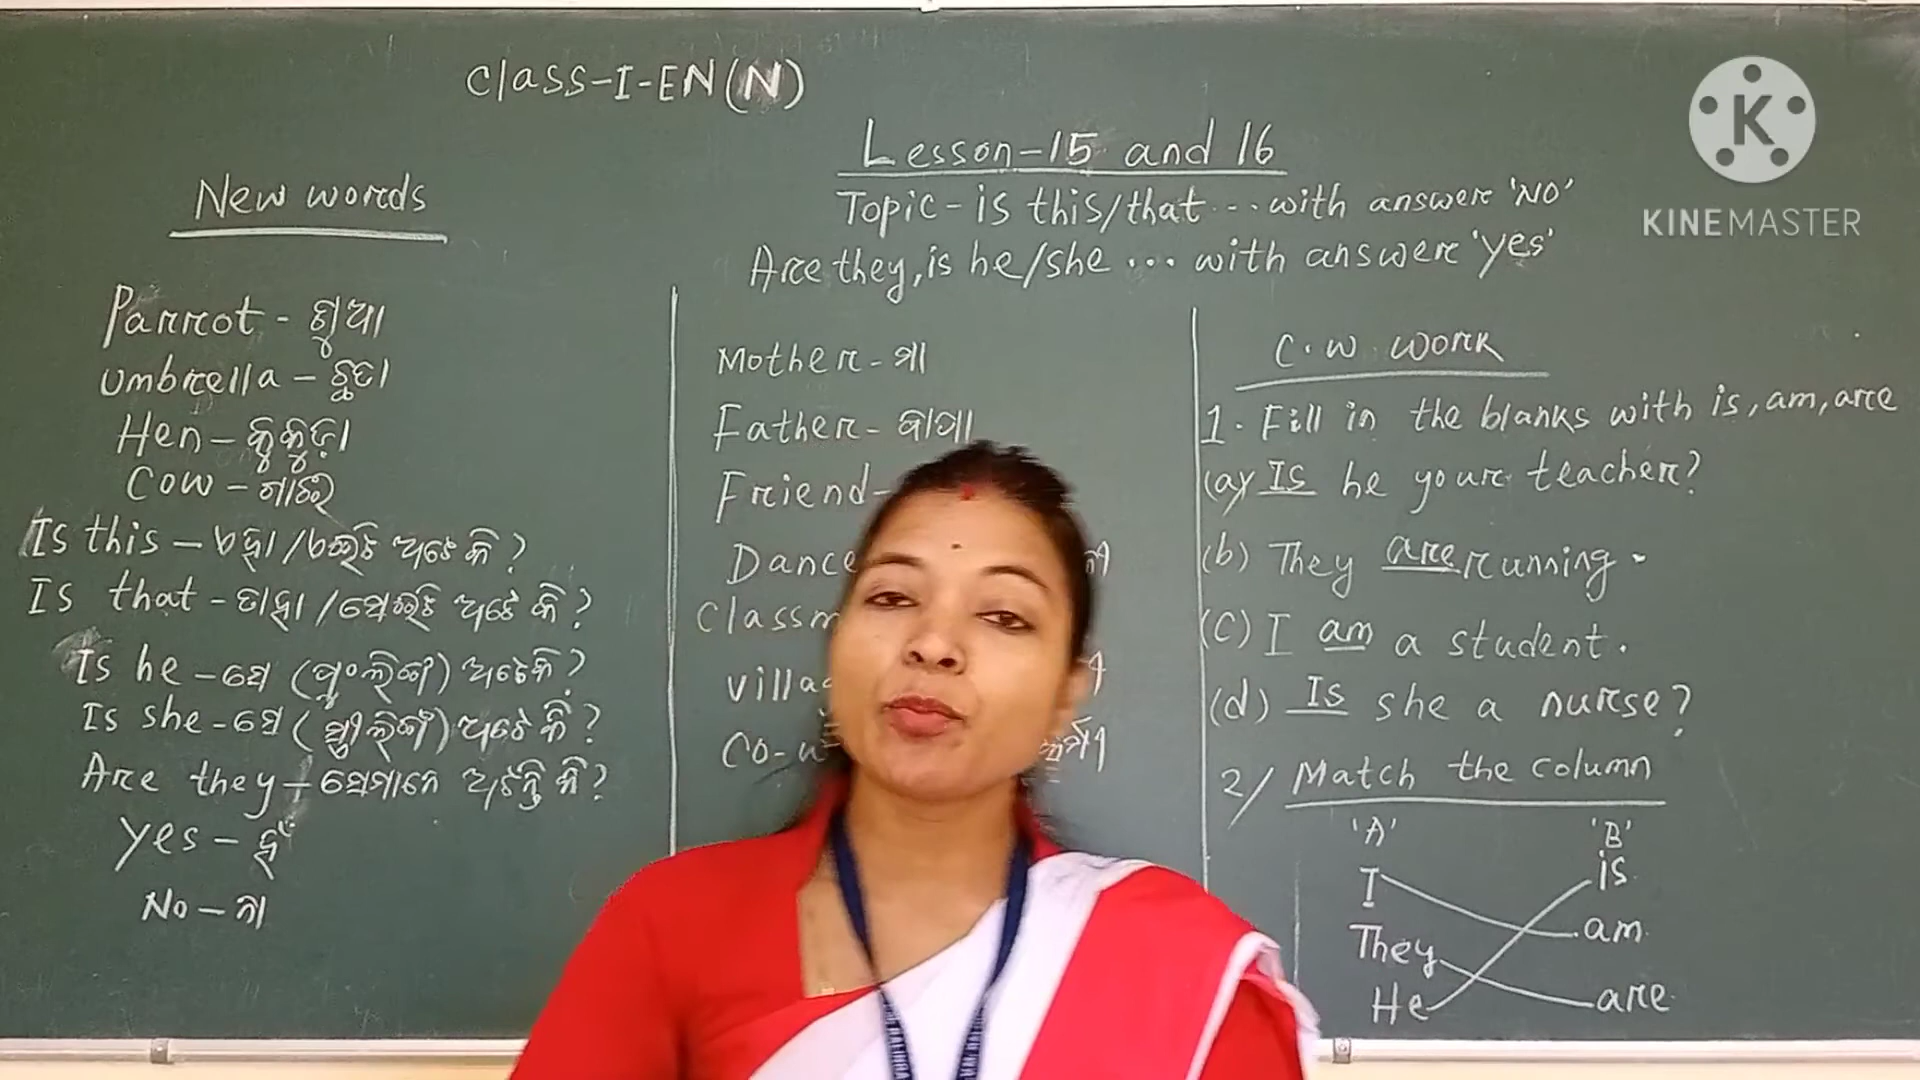 Class-I-EN(N)
Lesson-15 and 16
Topic- is this/that ... with answer 'NO'
Are they, is he/she ... with answer 'yes'
New words
Parrot - ଶୁଆ
Umbrella - ଛତା
Hen - କୁକୁଡ଼ା
Cow - ଗାଈ
Is this - ଏହା/ଏଇଟି ଅଟେ କି?
Is that - ତାହା/ସେଇଟି ଅଟେ କି?
Is he - ସେ (ପୁଂଲିଙ୍ଗ) ଅଟେ କି?
Is she - ସେ (ସ୍ତ୍ରୀଲିଙ୍ଗ) ଅଟେ କି?
Are they - ସେମାନେ ଅଟନ୍ତି କି?
yes - ହଁ
No - ନା
Mother - ମା
Father - ବାପା
Friend -
Dance
Classm
villa
Co-w
C.W. WORK
1. Fill in the blanks with is, am, are
(a) Is he your teacher?
(b) They are running.
(c) I am a student.
(d) Is she a nurse?
2/ Match the column
'A' 'B'
I is
They am
He are
K
KINEMASTER